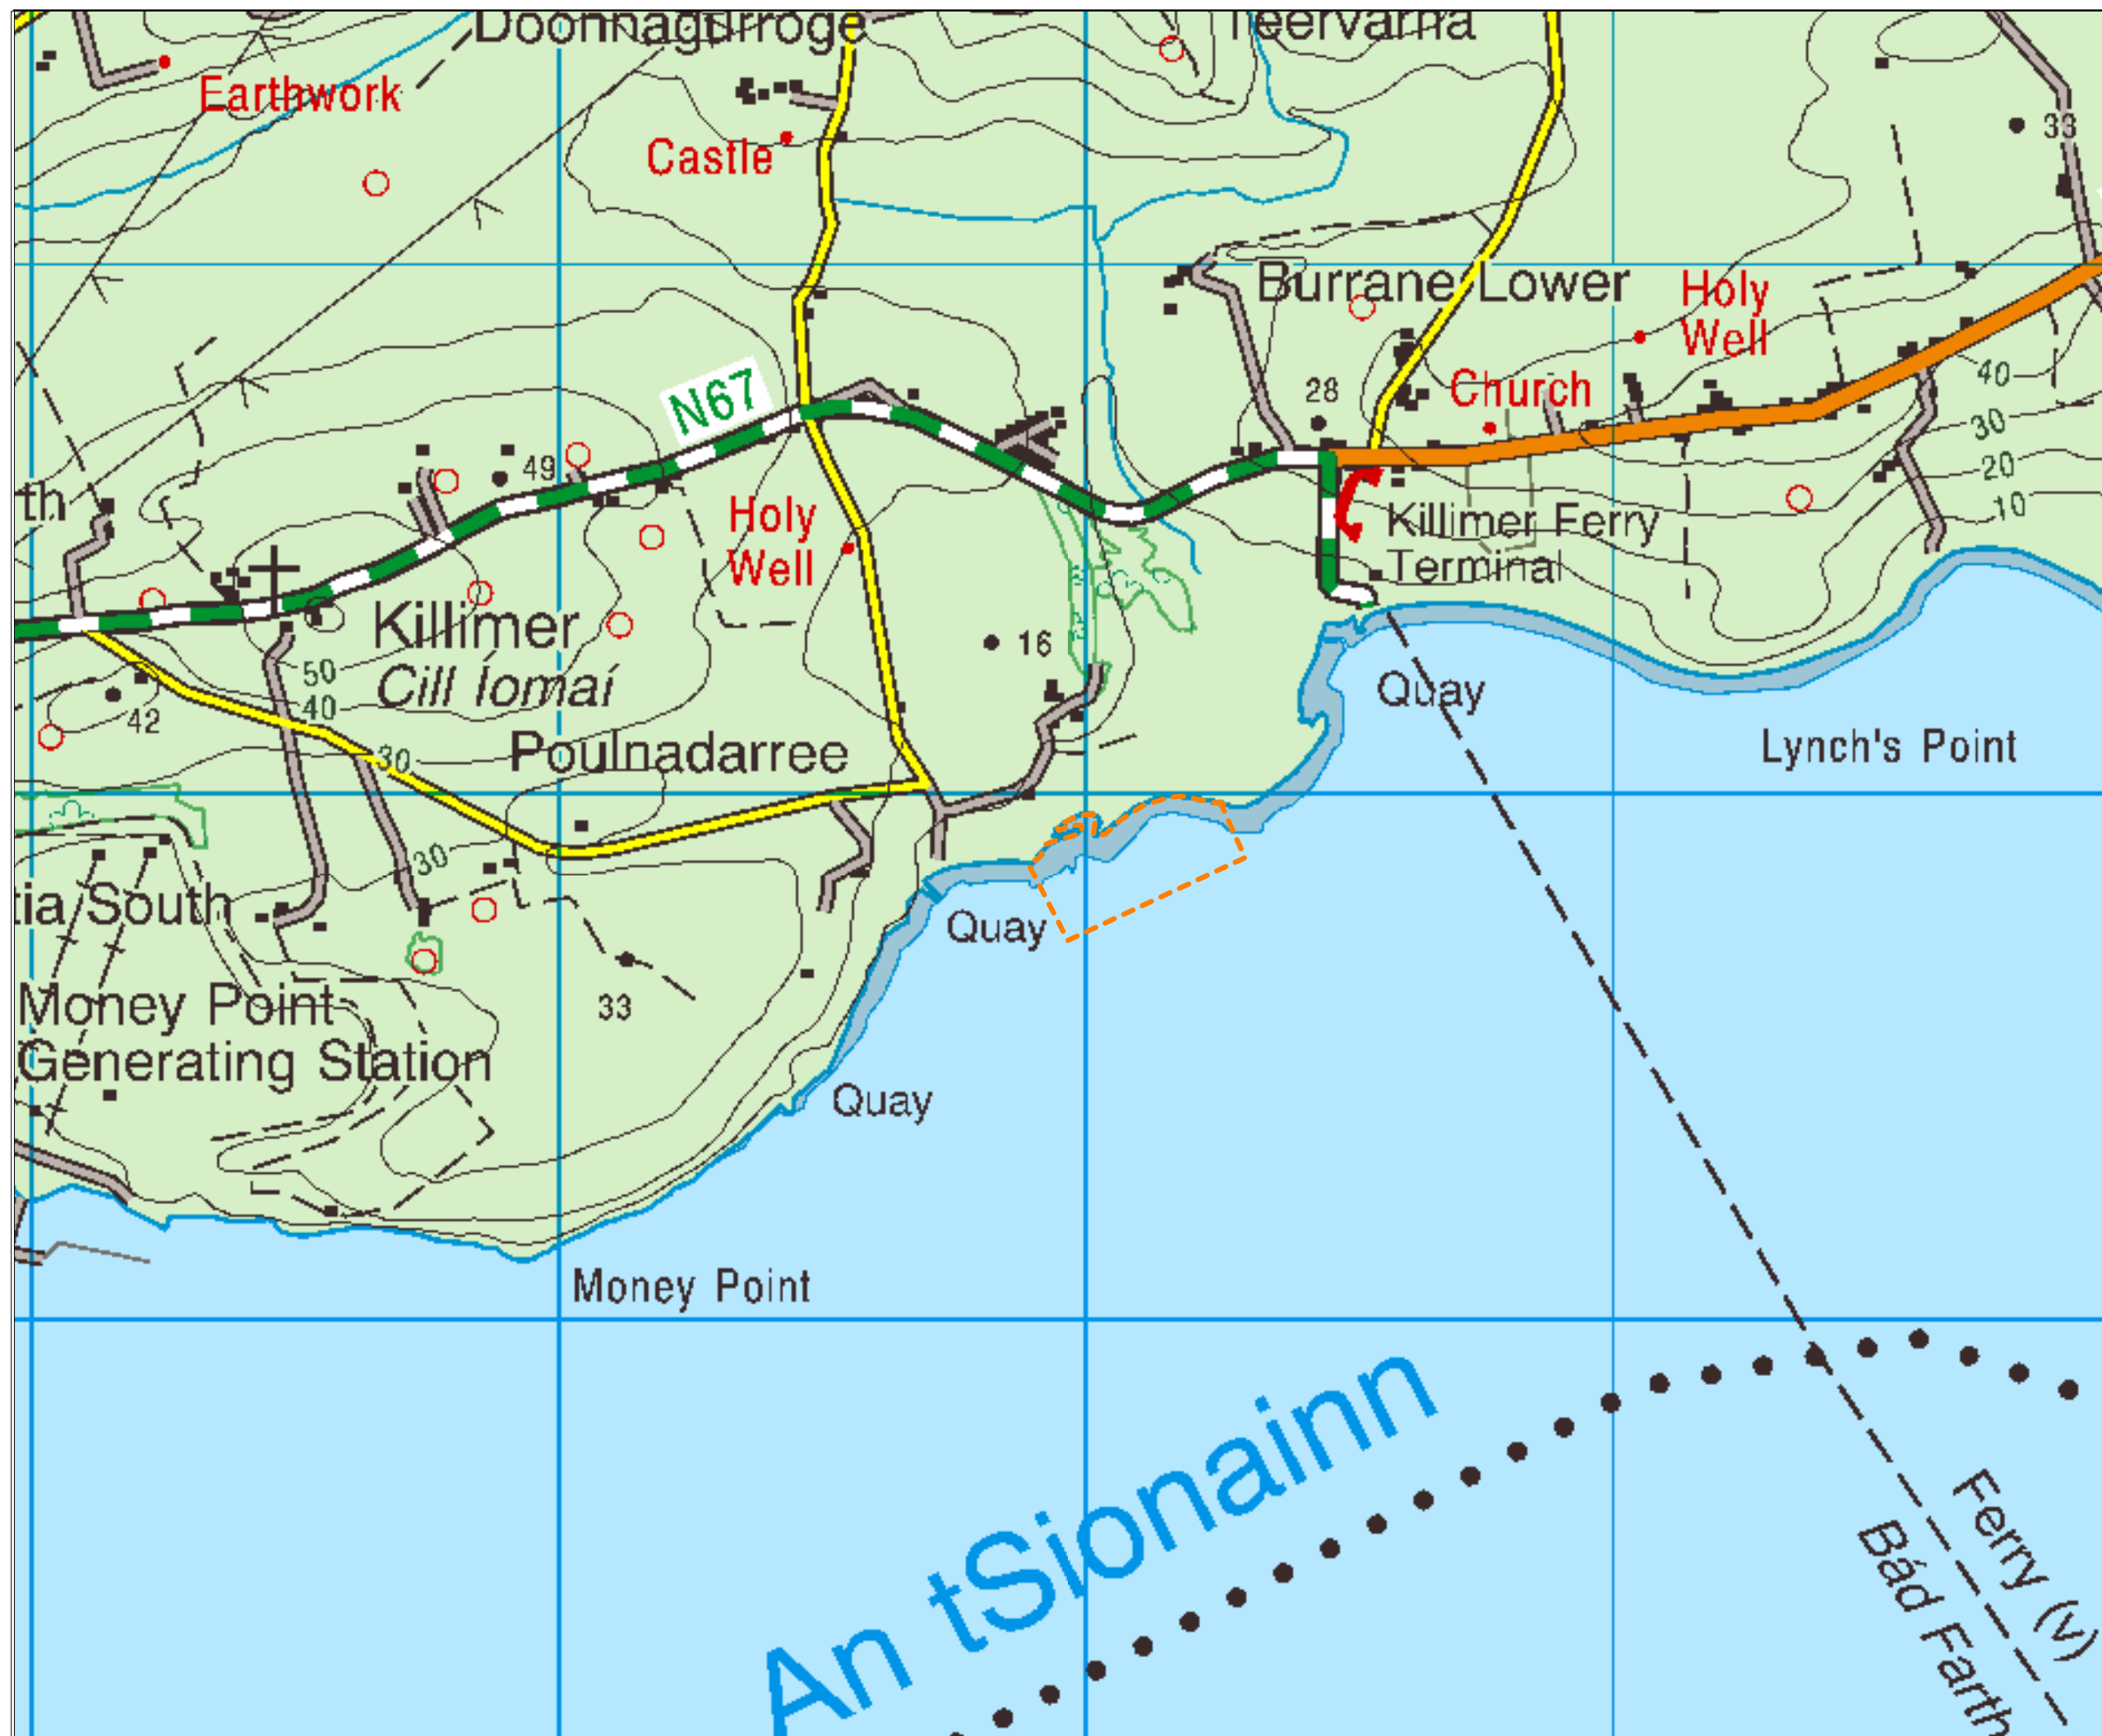 Doonnagurroge
Teervarna
Earthwork
Castle
33
Burrane Lower
Holy
Well
N67
28
Church
40
30
20
10
49
th
Holy
Well
Killimer Ferry
Terminal
Killimer
Cill Íomaí
16
50
40
42
30
Quay
Poulnadarree
Lynch's Point
30
tia South
Quay
33
Money Point
Generating Station
Quay
Money Point
An tSionainn
Ferry (v)
Bád Farth